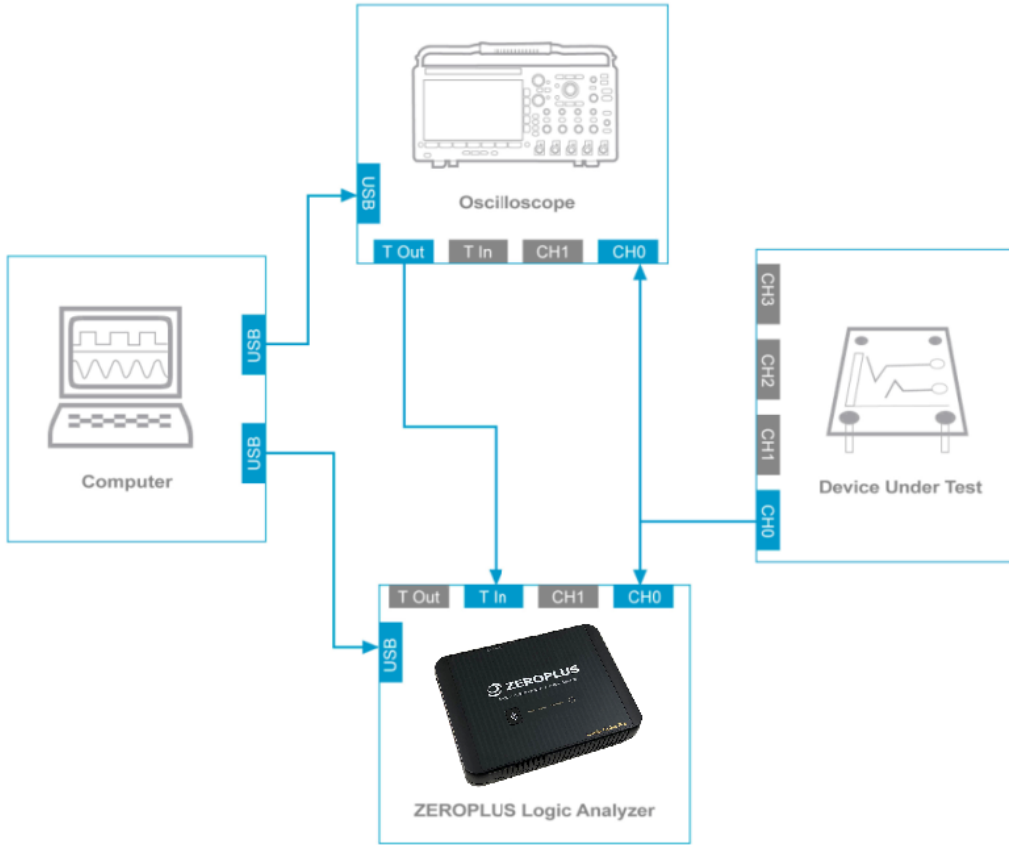 Oscilloscope
USB
T Out
T In
CH1
CH0
USB
USB
Computer
CH3
CH2
CH1
CH0
Device Under Test
T Out
T In
CH1
CH0
USB
ZEROPLUS
ZEROPLUS Logic Analyzer